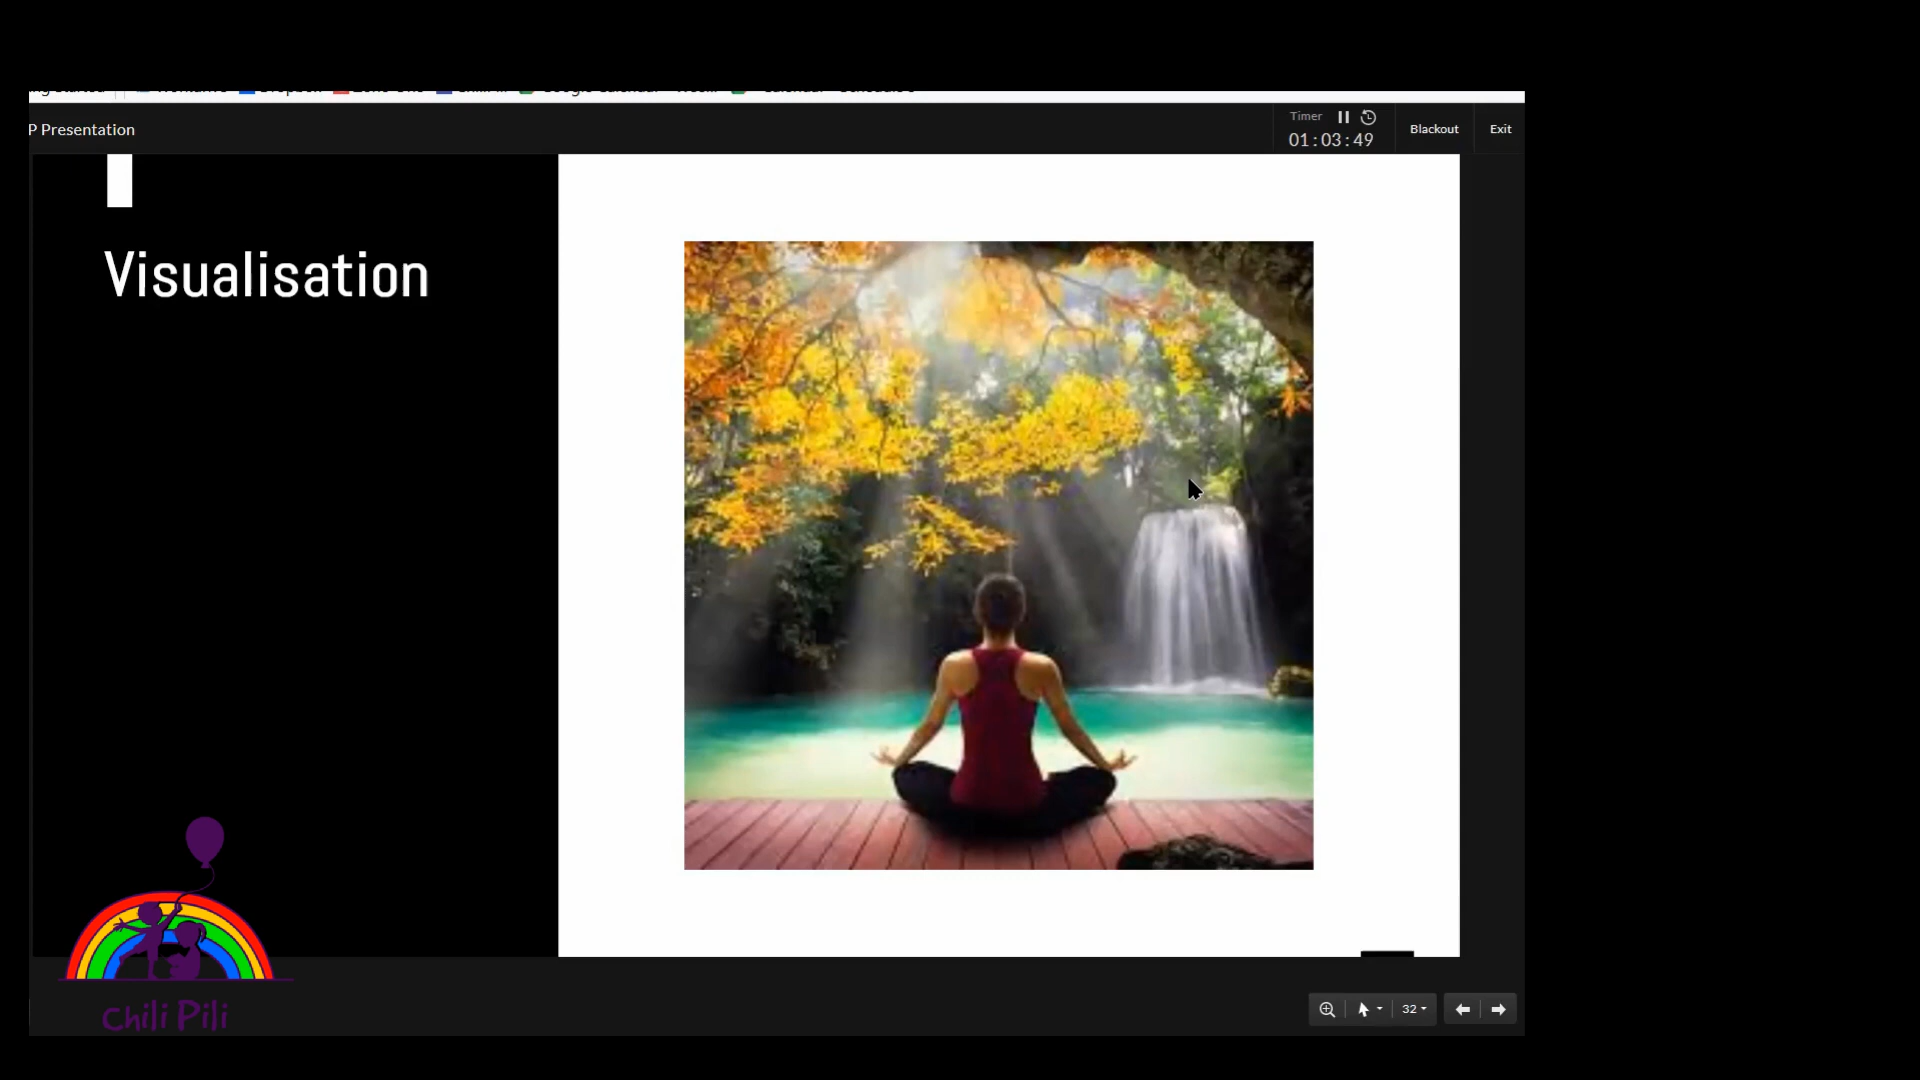 P Presentation
Timer
01:03:49
Blackout
Exit
Visualisation
Chili Pili
32